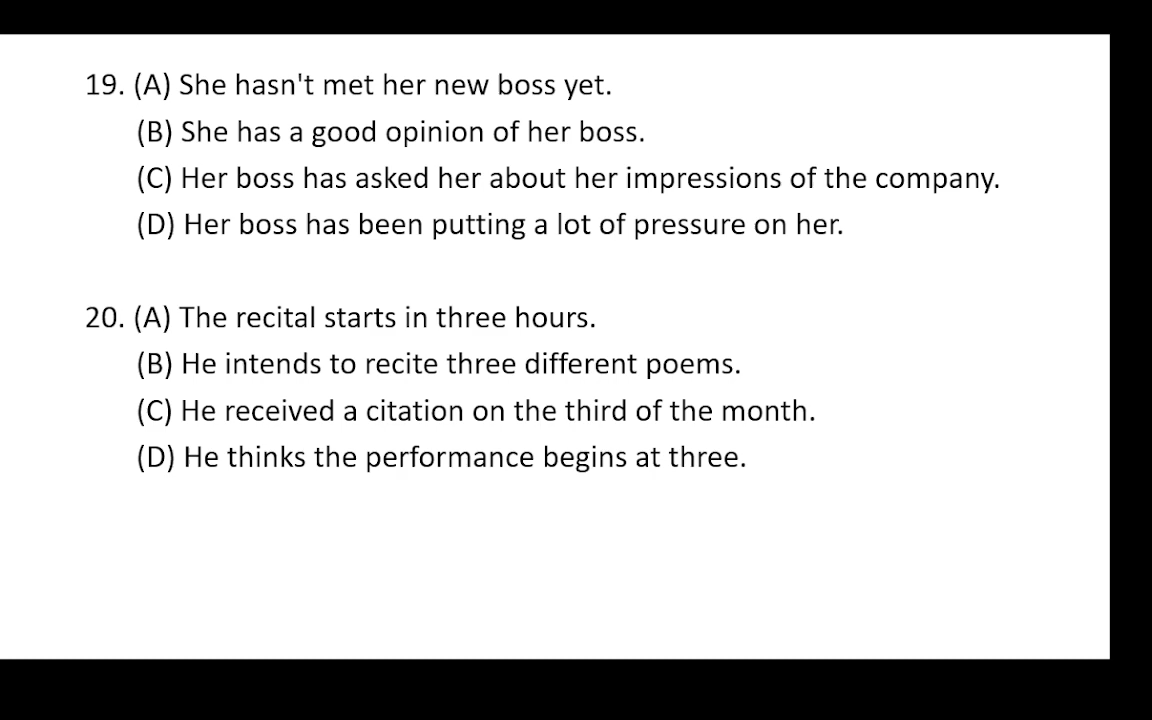 19. (A) She hasn't met her new boss yet.
(B) She has a good opinion of her boss.
(C) Her boss has asked her about her impressions of the company.
(D) Her boss has been putting a lot of pressure on her.
20. (A) The recital starts in three hours.
(B) He intends to recite three different poems.
(C) He received a citation on the third of the month.
(D) He thinks the performance begins at three.